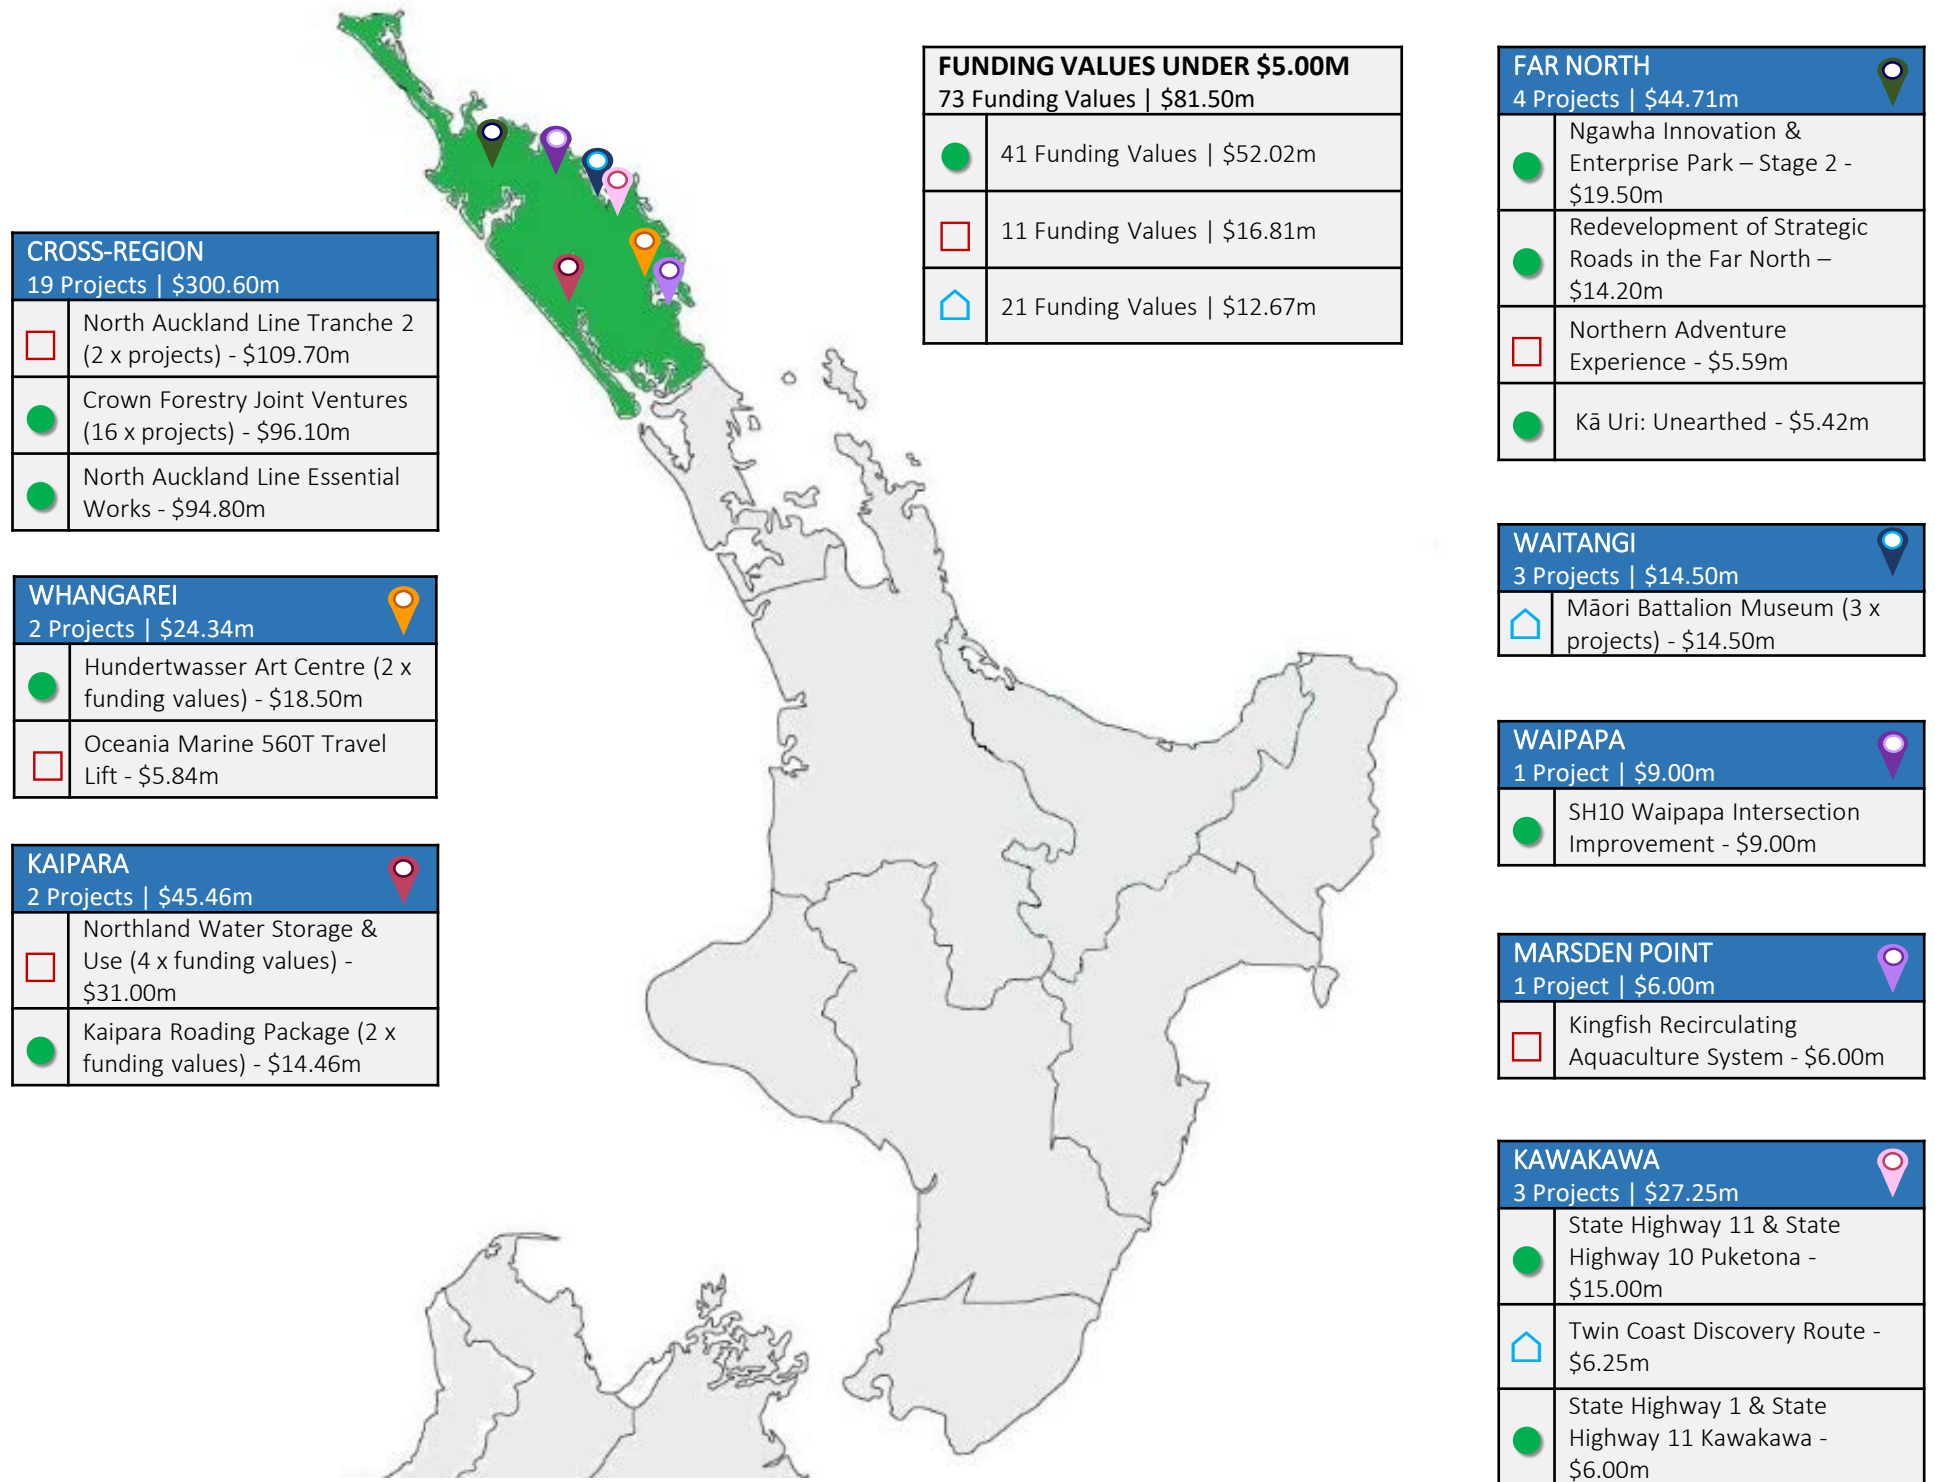 FUNDING VALUES UNDER $5.00M
73 Funding Values | $81.50m
41 Funding Values | $52.02m
11 Funding Values | $16.81m
21 Funding Values | $12.67m
CROSS-REGION
19 Projects | $300.60m
North Auckland Line Tranche 2
(2 x projects) - $109.70m
Crown Forestry Joint Ventures
(16 x projects) - $96.10m
North Auckland Line Essential
Works - $94.80m
WHANGAREI
2 Projects | $24.34m
Hundertwasser Art Centre (2 x
funding values) - $18.50m
Oceania Marine 560T Travel
Lift - $5.84m
KAIPARA
2 Projects | $45.46m
Northland Water Storage &
Use (4 x funding values) -
$31.00m
Kaipara Roading Package (2 x
funding values) - $14.46m
FAR NORTH
4 Projects | $44.71m
Ngawha Innovation &
Enterprise Park – Stage 2 -
$19.50m
Redevelopment of Strategic
Roads in the Far North –
$14.20m
Northern Adventure
Experience - $5.59m
Kā Uri: Unearthed - $5.42m
WAITANGI
3 Projects | $14.50m
Māori Battalion Museum (3 x
projects) - $14.50m
WAIPAPA
1 Project | $9.00m
SH10 Waipapa Intersection
Improvement - $9.00m
MARSDEN POINT
1 Project | $6.00m
Kingfish Recirculating
Aquaculture System - $6.00m
KAWAKAWA
3 Projects | $27.25m
State Highway 11 & State
Highway 10 Puketona -
$15.00m
Twin Coast Discovery Route -
$6.25m
State Highway 1 & State
Highway 11 Kawakawa -
$6.00m